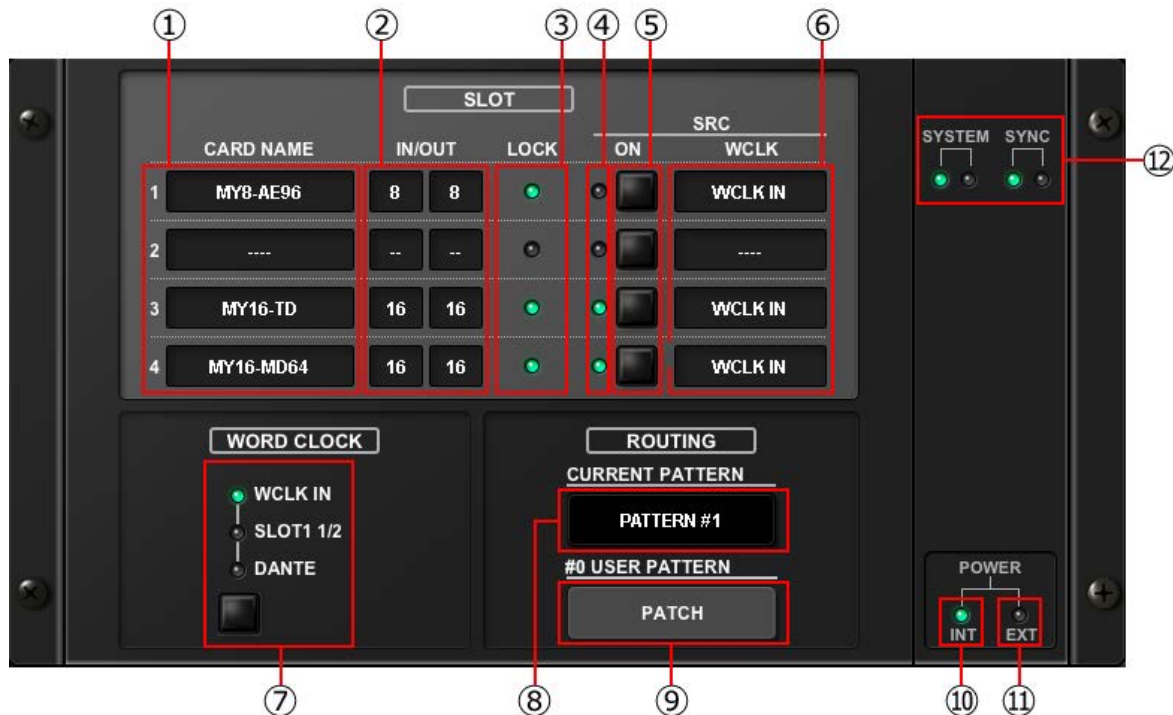 ① ② ③ ④ ⑤ ⑥
SLOT
SRC
CARD NAME IN/OUT LOCK ON WCLK
1 MY8-AE96 8 8 WCLK IN
2 ---- -- -- ----
3 MY16-TD 16 16 WCLK IN
4 MY16-MD64 16 16 WCLK IN
SYSTEM SYNC
⑫
WORD CLOCK
WCLK IN
SLOT1 1/2
DANTE
ROUTING
CURRENT PATTERN
PATTERN #1
#0 USER PATTERN
PATCH
POWER
INT EXT
⑦ ⑧ ⑨ ⑩ ⑪